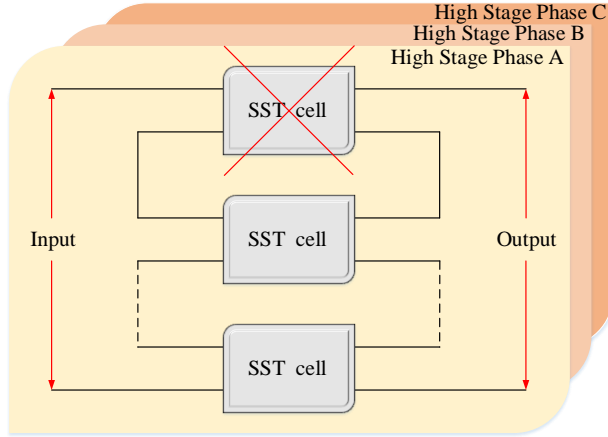 High Stage Phase C
High Stage Phase B
High Stage Phase A
SST cell
SST cell
Input
Output
SST cell